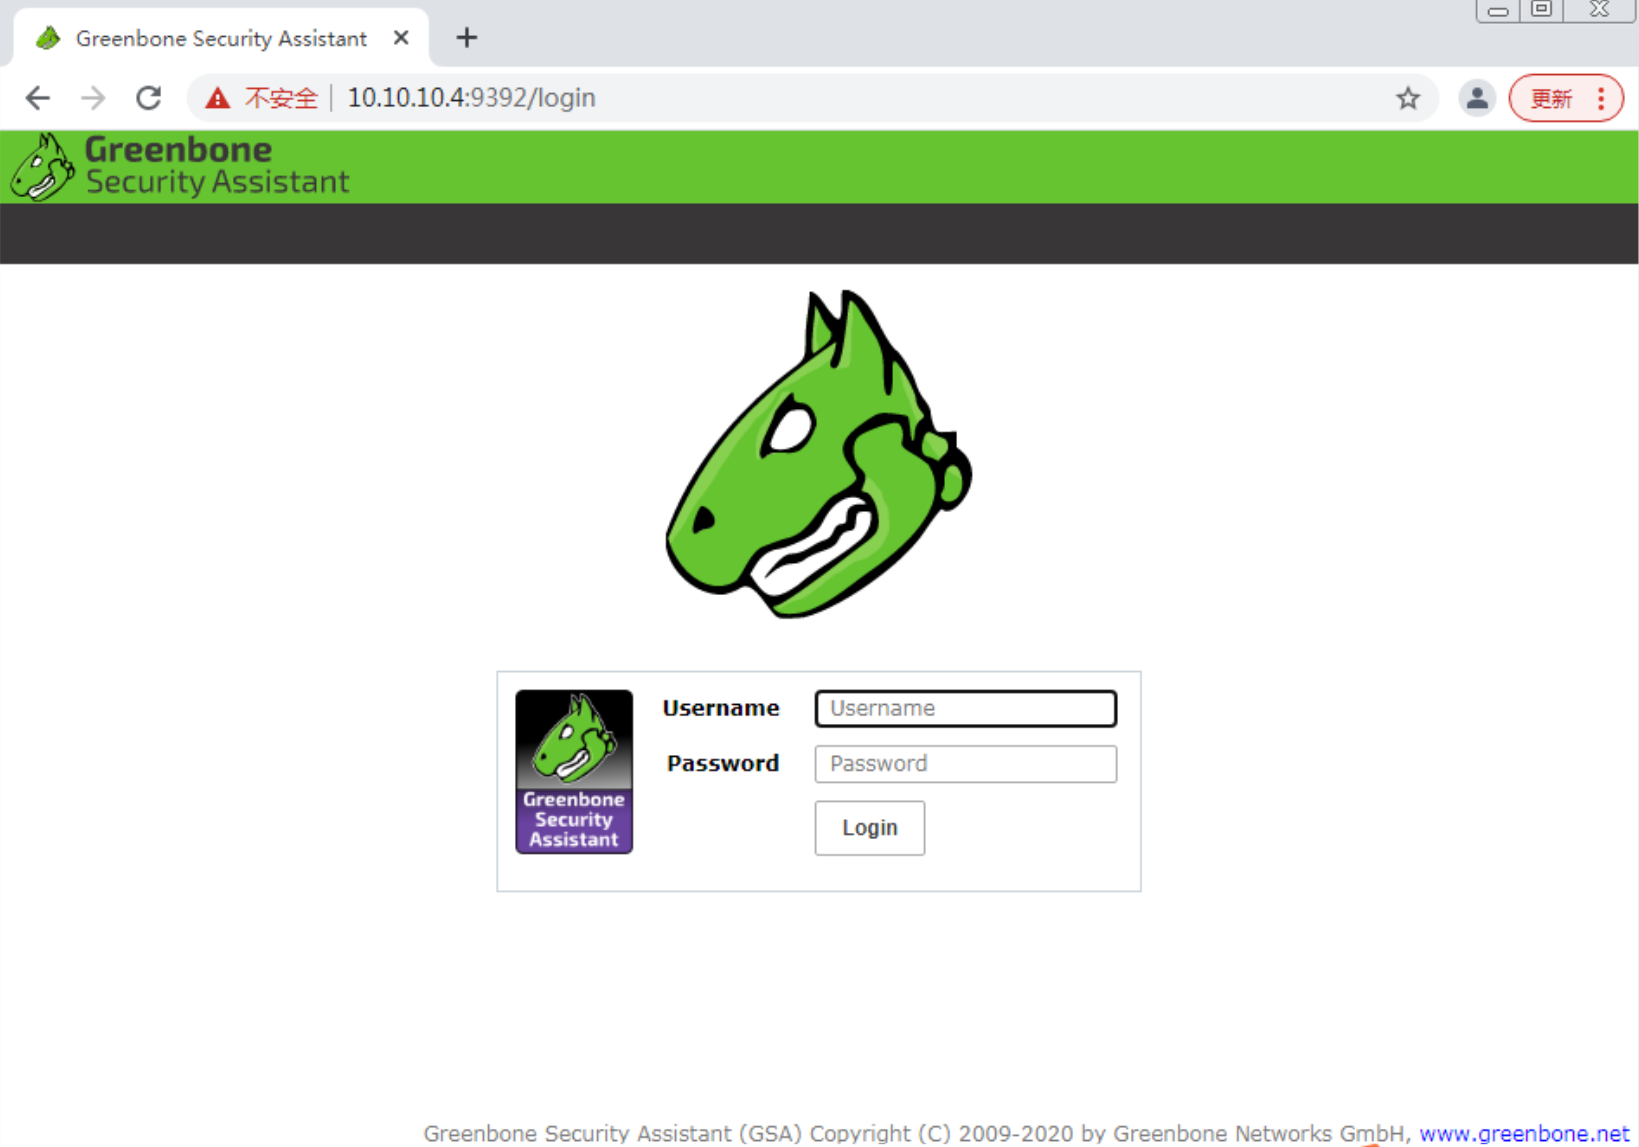 Greenbone Security Assistant
不安全 10.10.10.4:9392/login
更新
Greenbone
Security Assistant
Username Username
Password Password
Login
Greenbone
Security
Assistant
Greenbone Security Assistant (GSA) Copyright (C) 2009-2020 by Greenbone Networks GmbH, www.greenbone.net